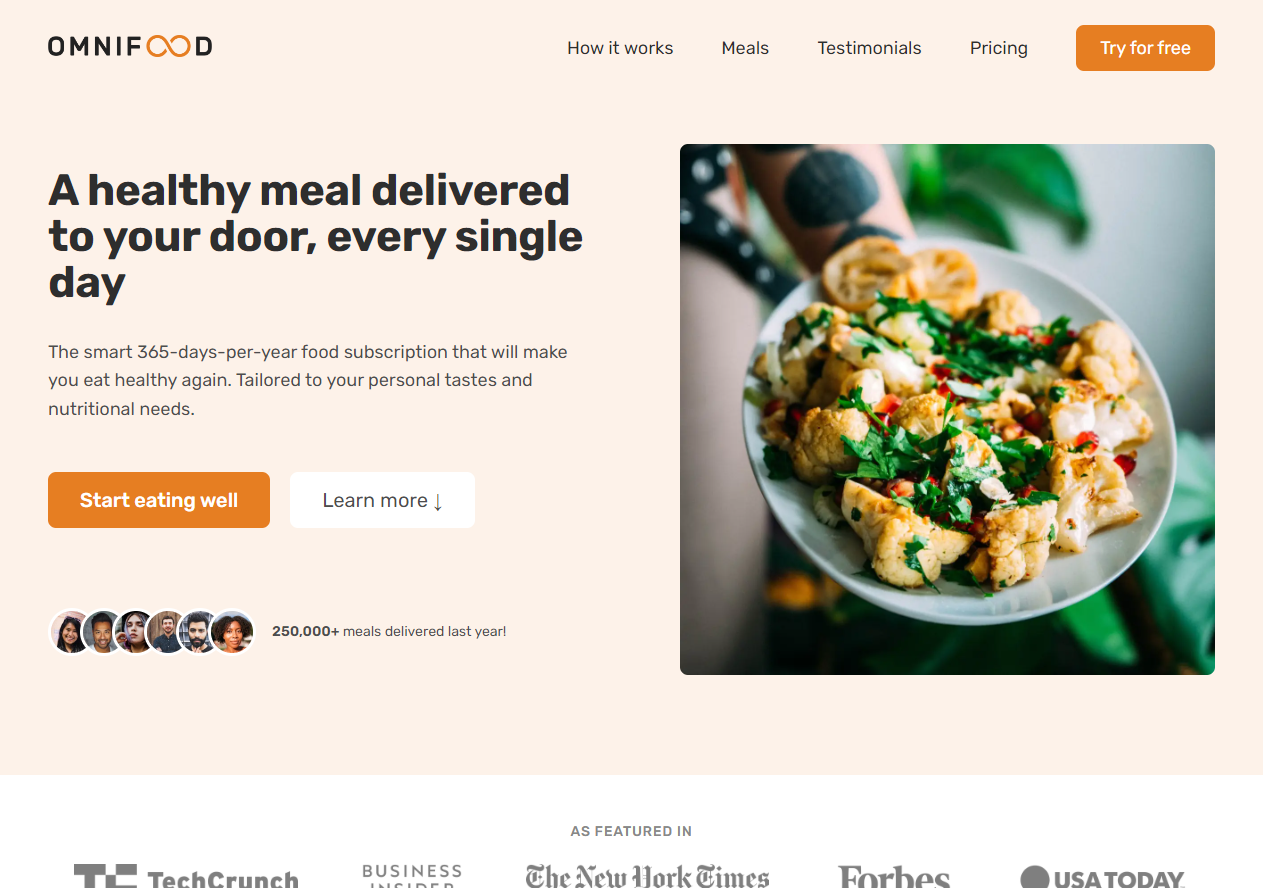 OMNIFOOD
How it works
Meals
Testimonials
Pricing
Try for free
A healthy meal delivered
to your door, every single
day
The smart 365-days-per-year food subscription that will make
you eat healthy again. Tailored to your personal tastes and
nutritional needs.
Start eating well
Learn more ↓
250,000+ meals delivered last year!
AS FEATURED IN
TechCrunch
BUSINESS
INSIDER
The New York Times
Forbes
USA TODAY